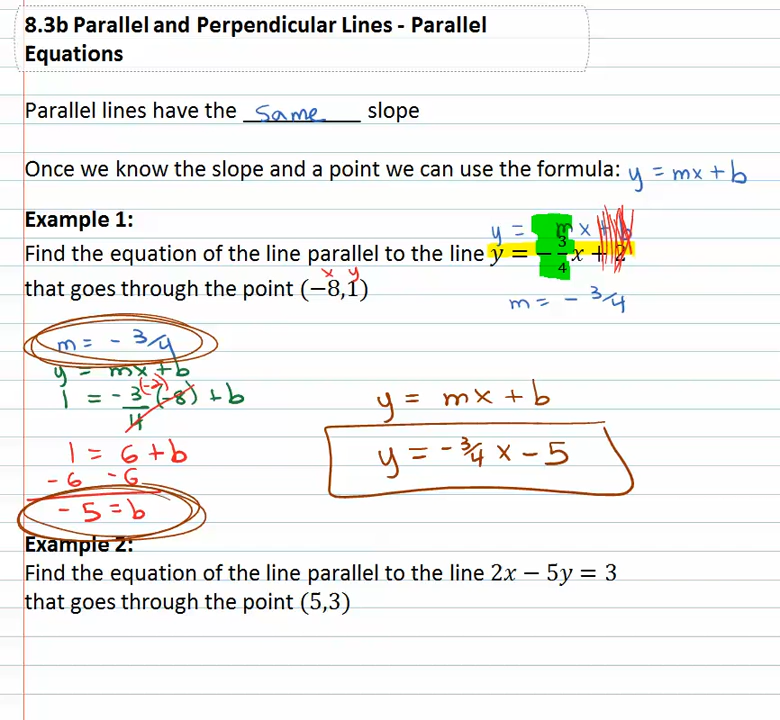 8.3b Parallel and Perpendicular Lines - Parallel
Equations
Parallel lines have the same slope
Once we know the slope and a point we can use the formula: y = mx + b
Example 1:
y = mx +
Find the equation of the line parallel to the line y = -3/4x + 2
x y
that goes through the point (−8,1)
m = - 3/4
m = - 3/4
y = mx + b
(-2)
1 = -3/4 (-8) + b
y = mx + b
1 = 6 + b
y = -3/4 x - 5
-6 -6
-5 = b
Example 2:
Find the equation of the line parallel to the line 2x − 5y = 3
that goes through the point (5,3)